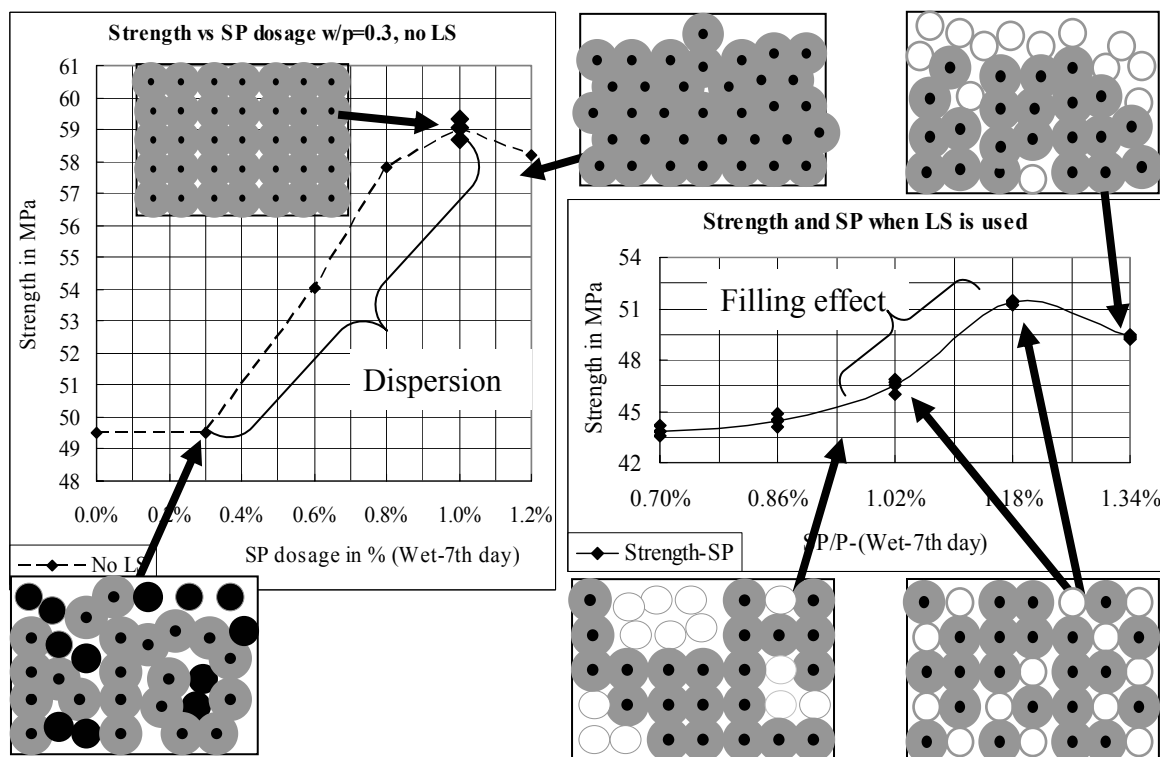 Strength vs SP dosage w/p=0.3, no LS
Strength in MPa
61
60
59
58
57
56
55
54
53
52
51
50
49
48
Dispersion
0.0% 0.2% 0.4% 0.6% 0.8% 1.0% 1.2%
SP dosage in % (Wet-7th day)
No LS
Strength and SP when LS is used
Strength in MPa
54
51
48
45
42
Filling effect
0.70% 0.86% 1.02% 1.18% 1.34%
SP/P-(Wet-7th day)
Strength-SP